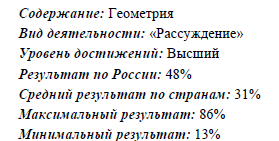 Содержание: Геометрия
Вид деятельности: «Рассуждение»
Уровень достижений: Высший
Результат по России: 48%
Средний результат по странам: 31%
Максимальный результат: 86%
Минимальный результат: 13%